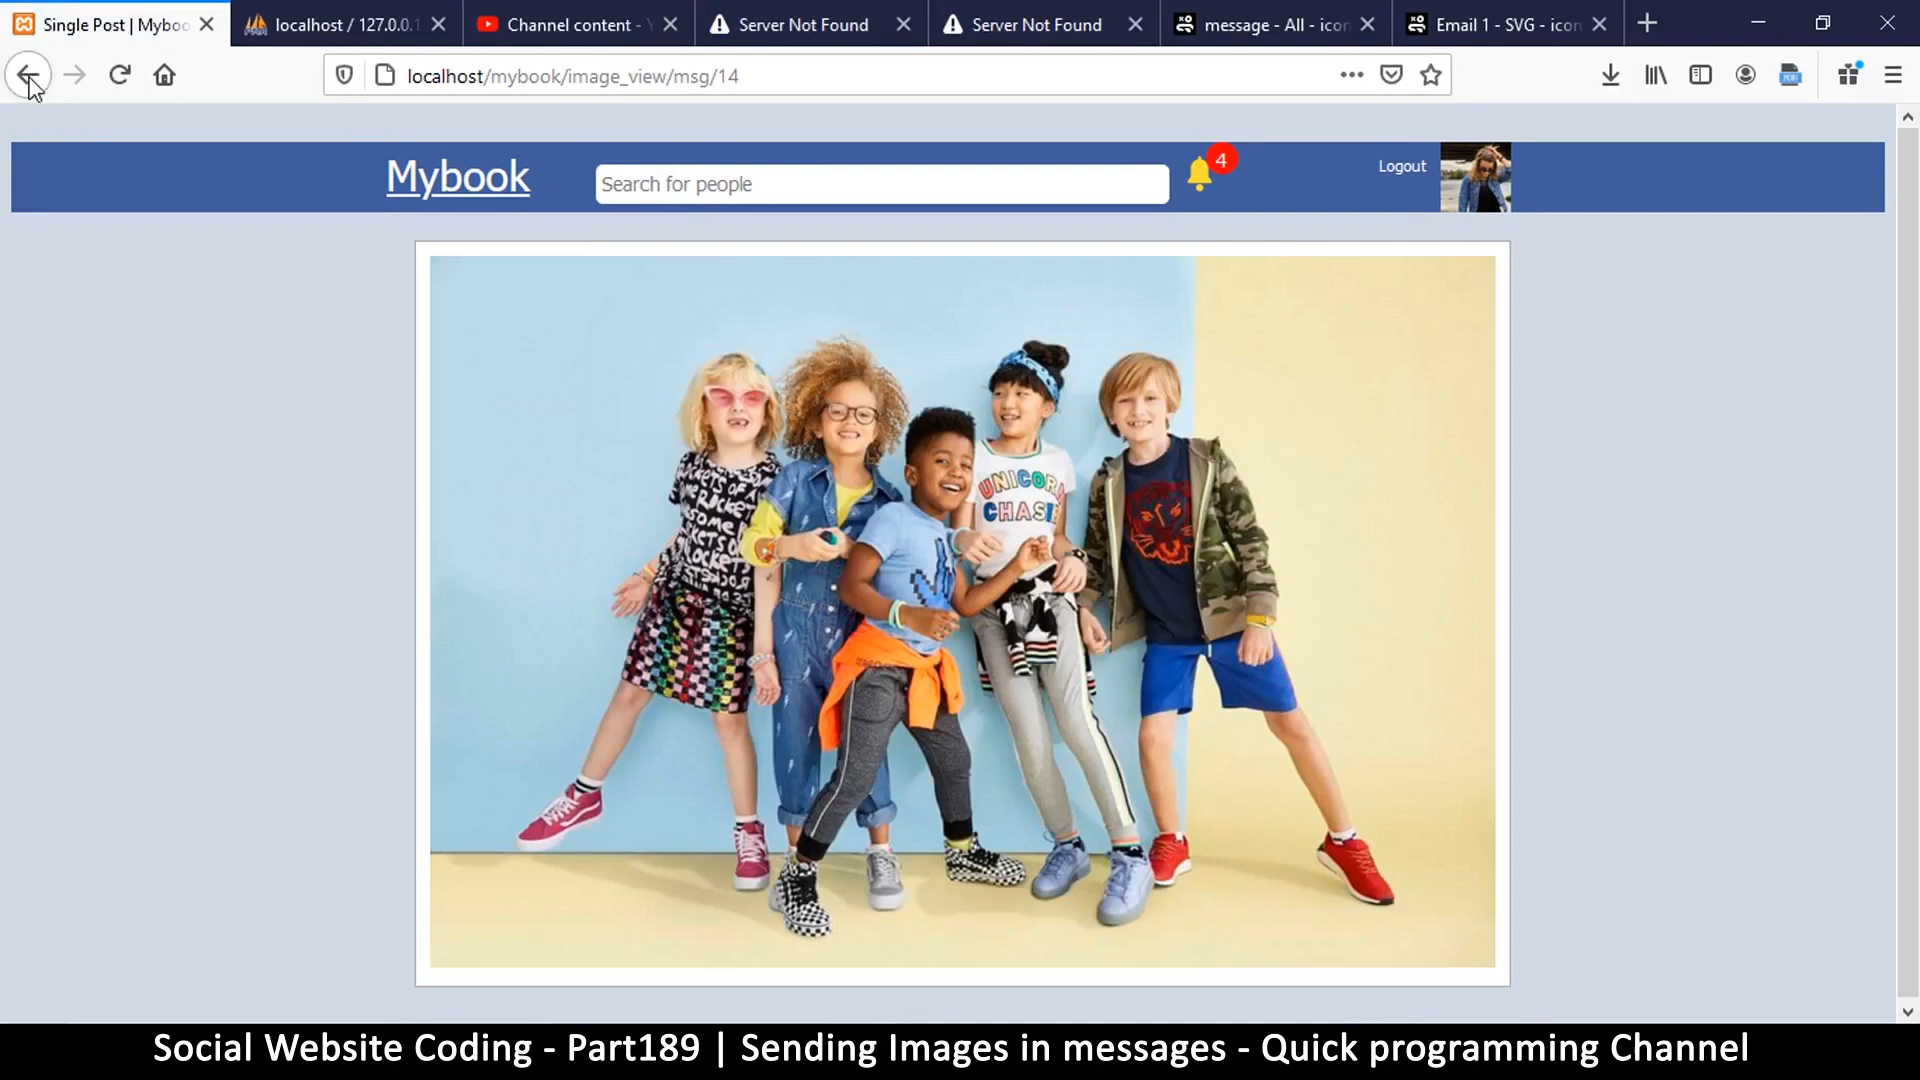 Single Post | Myboo
localhost / 127.0.0.1
Channel content - Y
Server Not Found
Server Not Found
message - All - icon
Email 1 - SVG - icon
localhost/mybook/image_view/msg/14
Mybook
Search for people
4
Logout
UNICORN
CHASE
Social Website Coding - Part189 | Sending Images in messages - Quick programming Channel